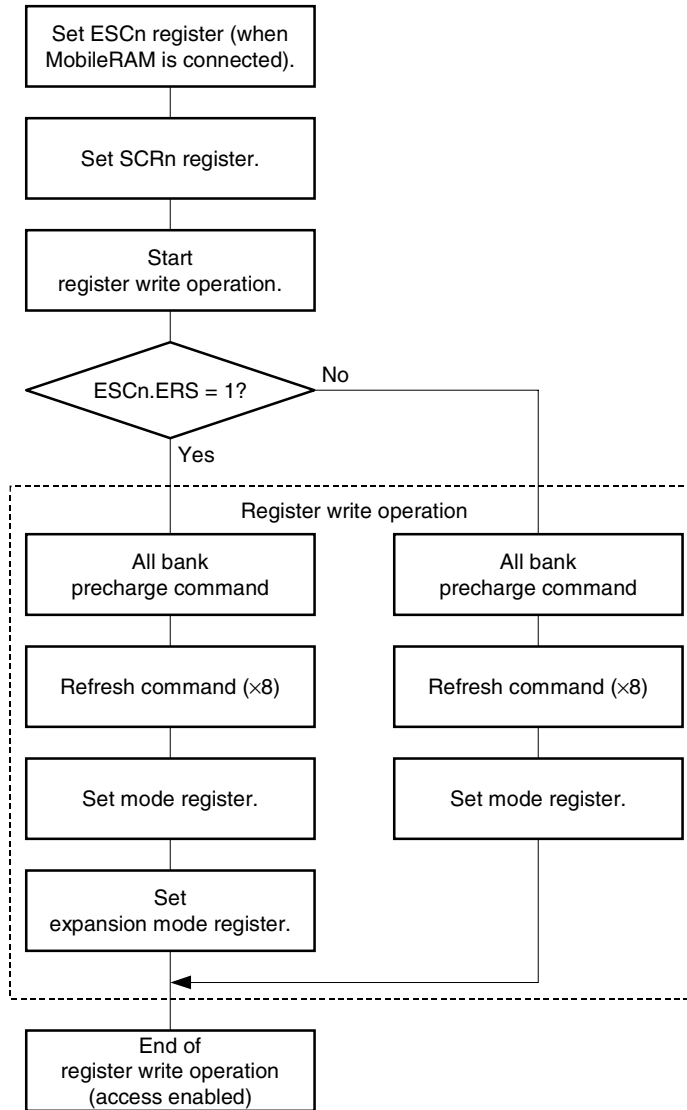 Set ESCn register (when
MobileRAM is connected).
Set SCRn register.
Start
register write operation.
ESCn.ERS = 1?
No
Yes
Register write operation
All bank
precharge command
All bank
precharge command
Refresh command (×8)
Refresh command (×8)
Set mode register.
Set mode register.
Set
expansion mode register.
End of
register write operation
(access enabled)